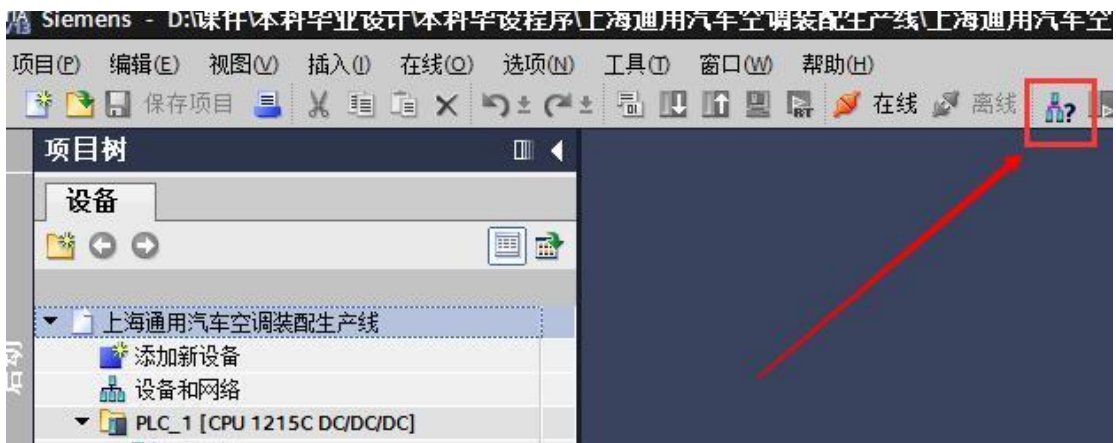 Siemens - D:\课件\本科毕业设计\本科毕设程序\上海通用汽车空调装配生产线\上海通用汽车空
项目(P) 编辑(E) 视图(V) 插入(I) 在线(O) 选项(N) 工具(T) 窗口(W) 帮助(H)
保存项目 在线 离线
项目树
设备
上海通用汽车空调装配生产线
添加新设备
设备和网络
PLC_1 [CPU 1215C DC/DC/DC]
启动